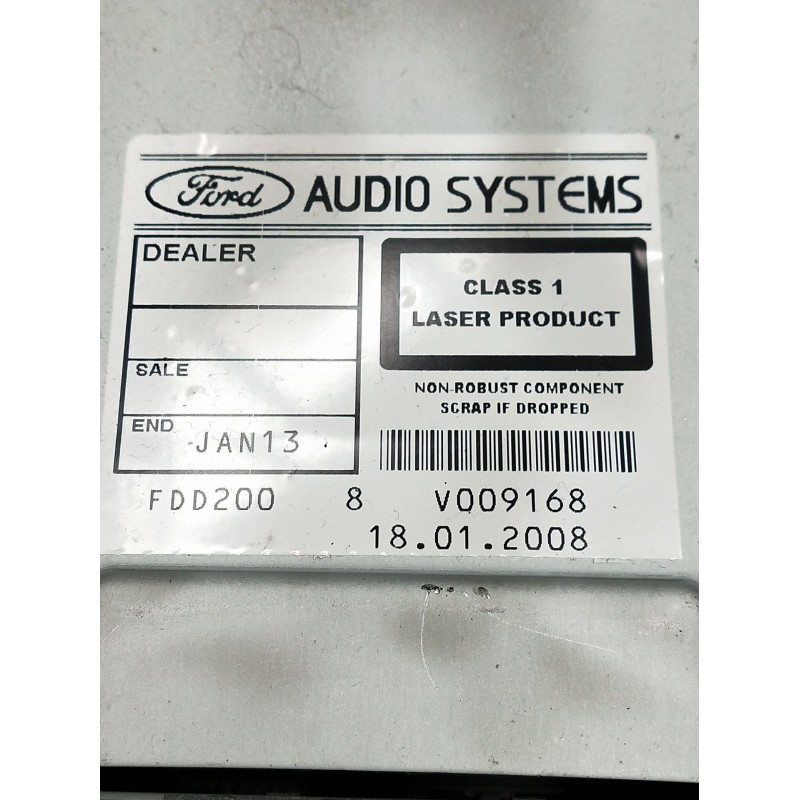 Ford AUDIO SYSTEMS
DEALER
SALE
END JAN13
CLASS 1
LASER PRODUCT
NON-ROBUST COMPONENT
SCRAP IF DROPPED
FDD200 8 V009168
18.01.2008